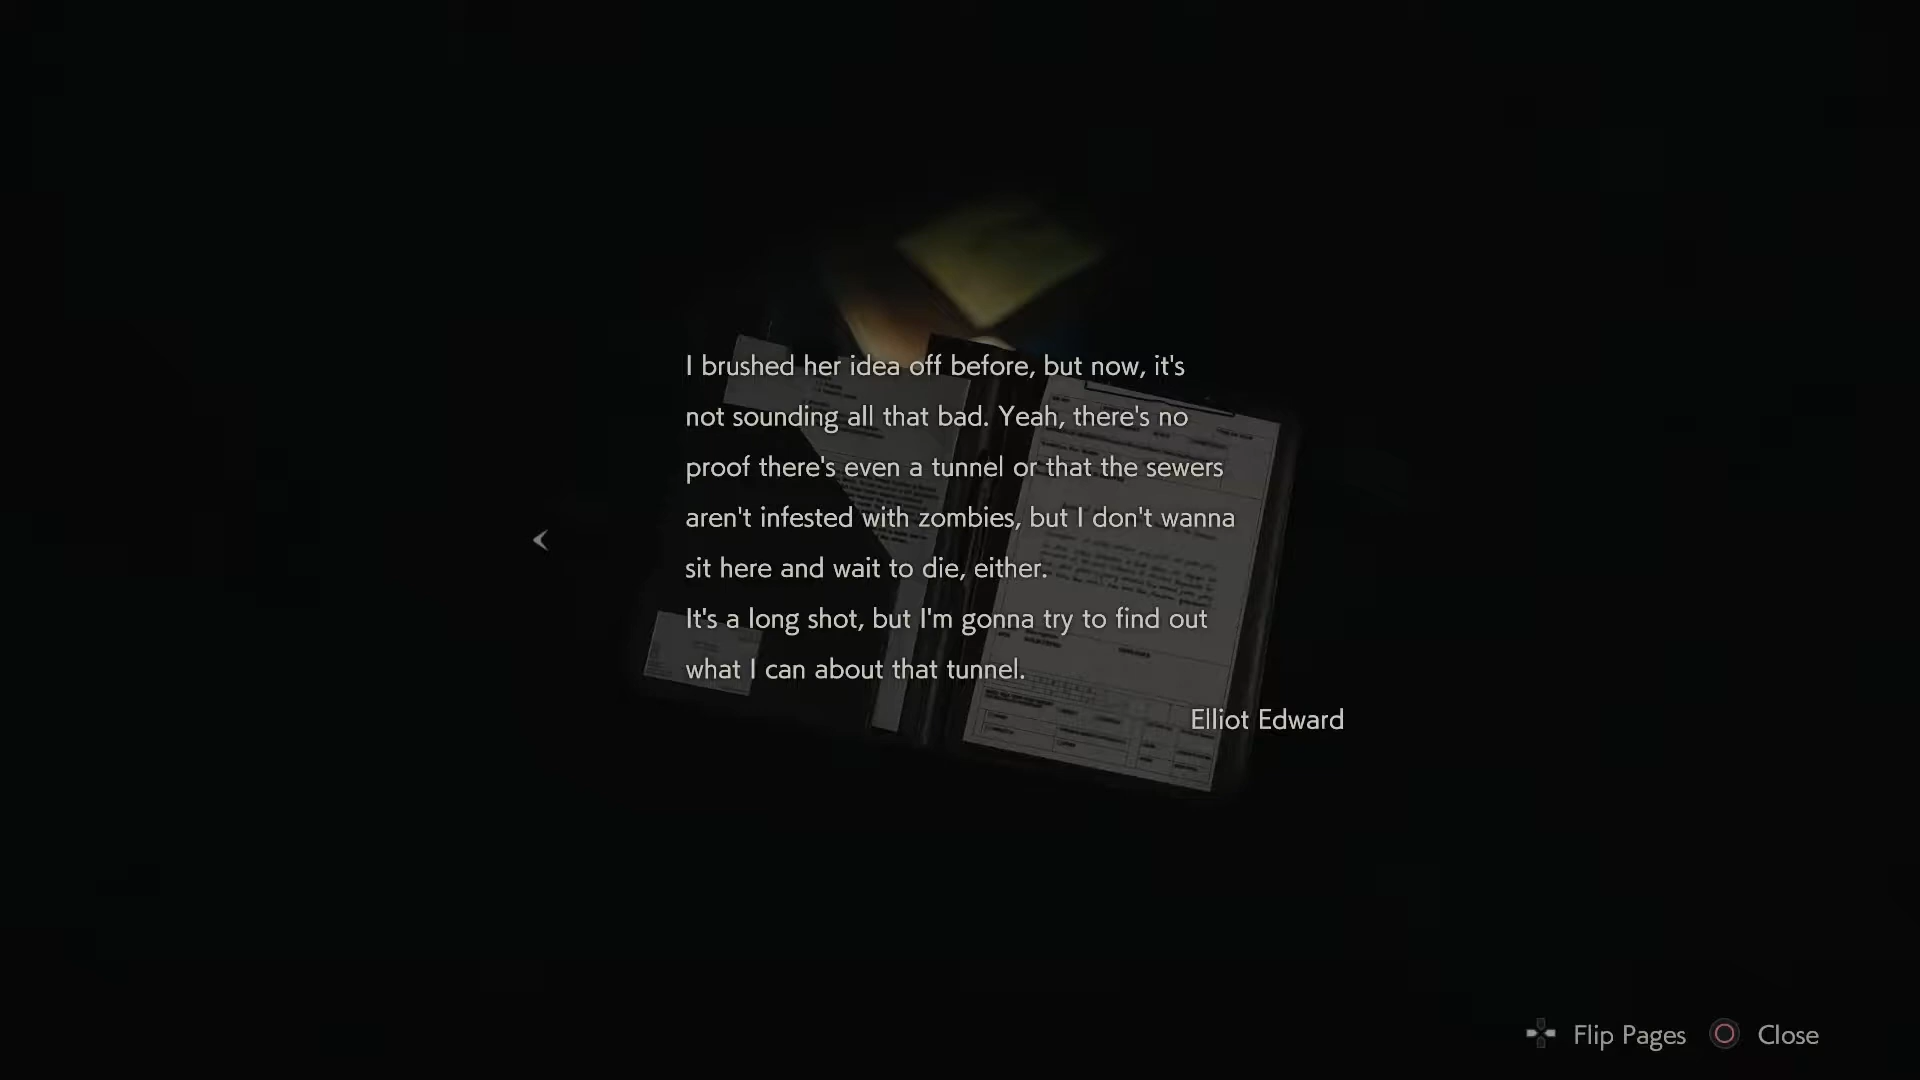 I brushed her idea off before, but now, it's
not sounding all that bad. Yeah, there's no
proof there's even a tunnel or that the sewers
aren't infested with zombies, but I don't wanna
sit here and wait to die, either.
It's a long shot, but I'm gonna try to find out
what I can about that tunnel.
Elliot Edward
Flip Pages
Close